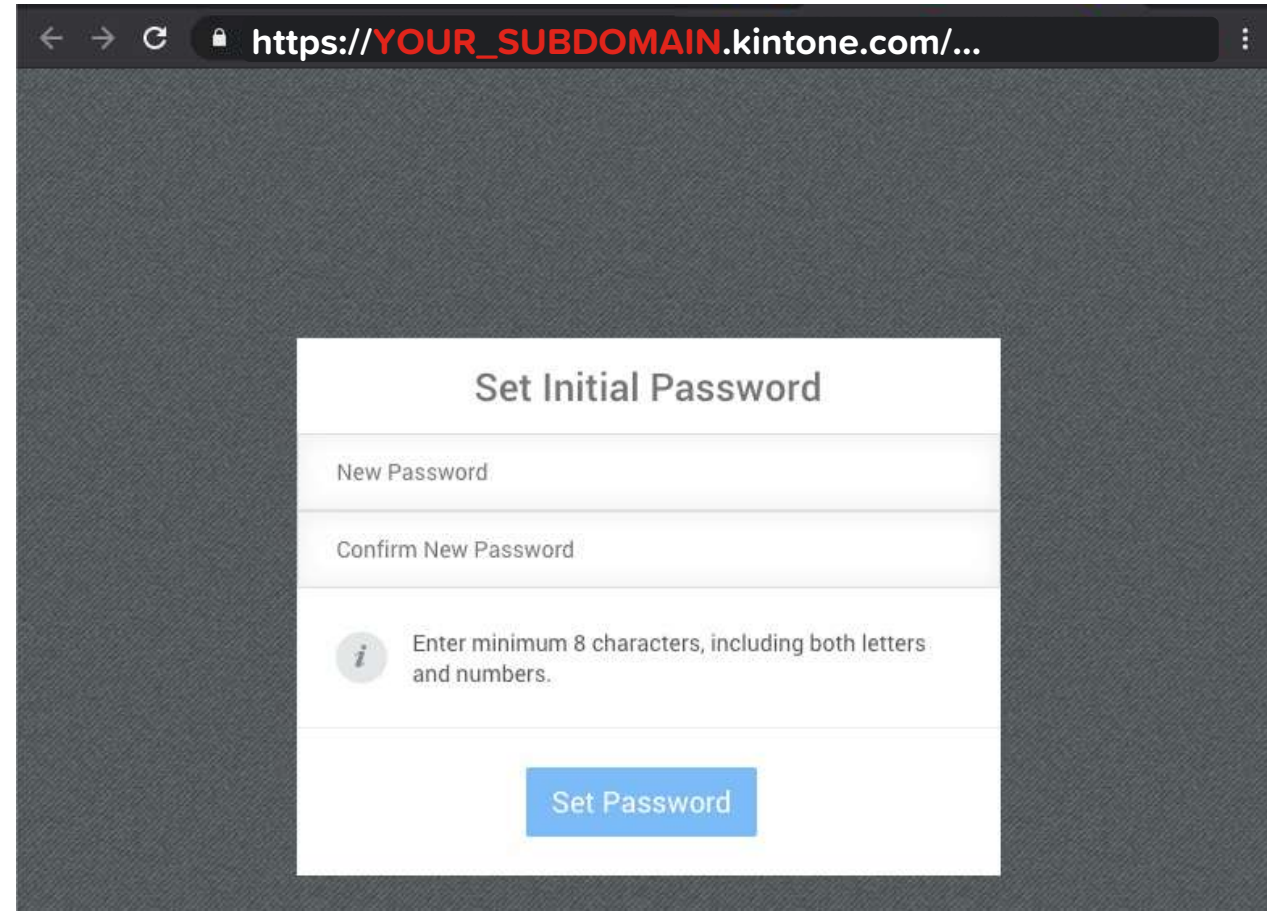 https://YOUR_SUBDOMAIN.kintone.com/...
Set Initial Password
New Password
Confirm New Password
i
Enter minimum 8 characters, including both letters
and numbers.
Set Password